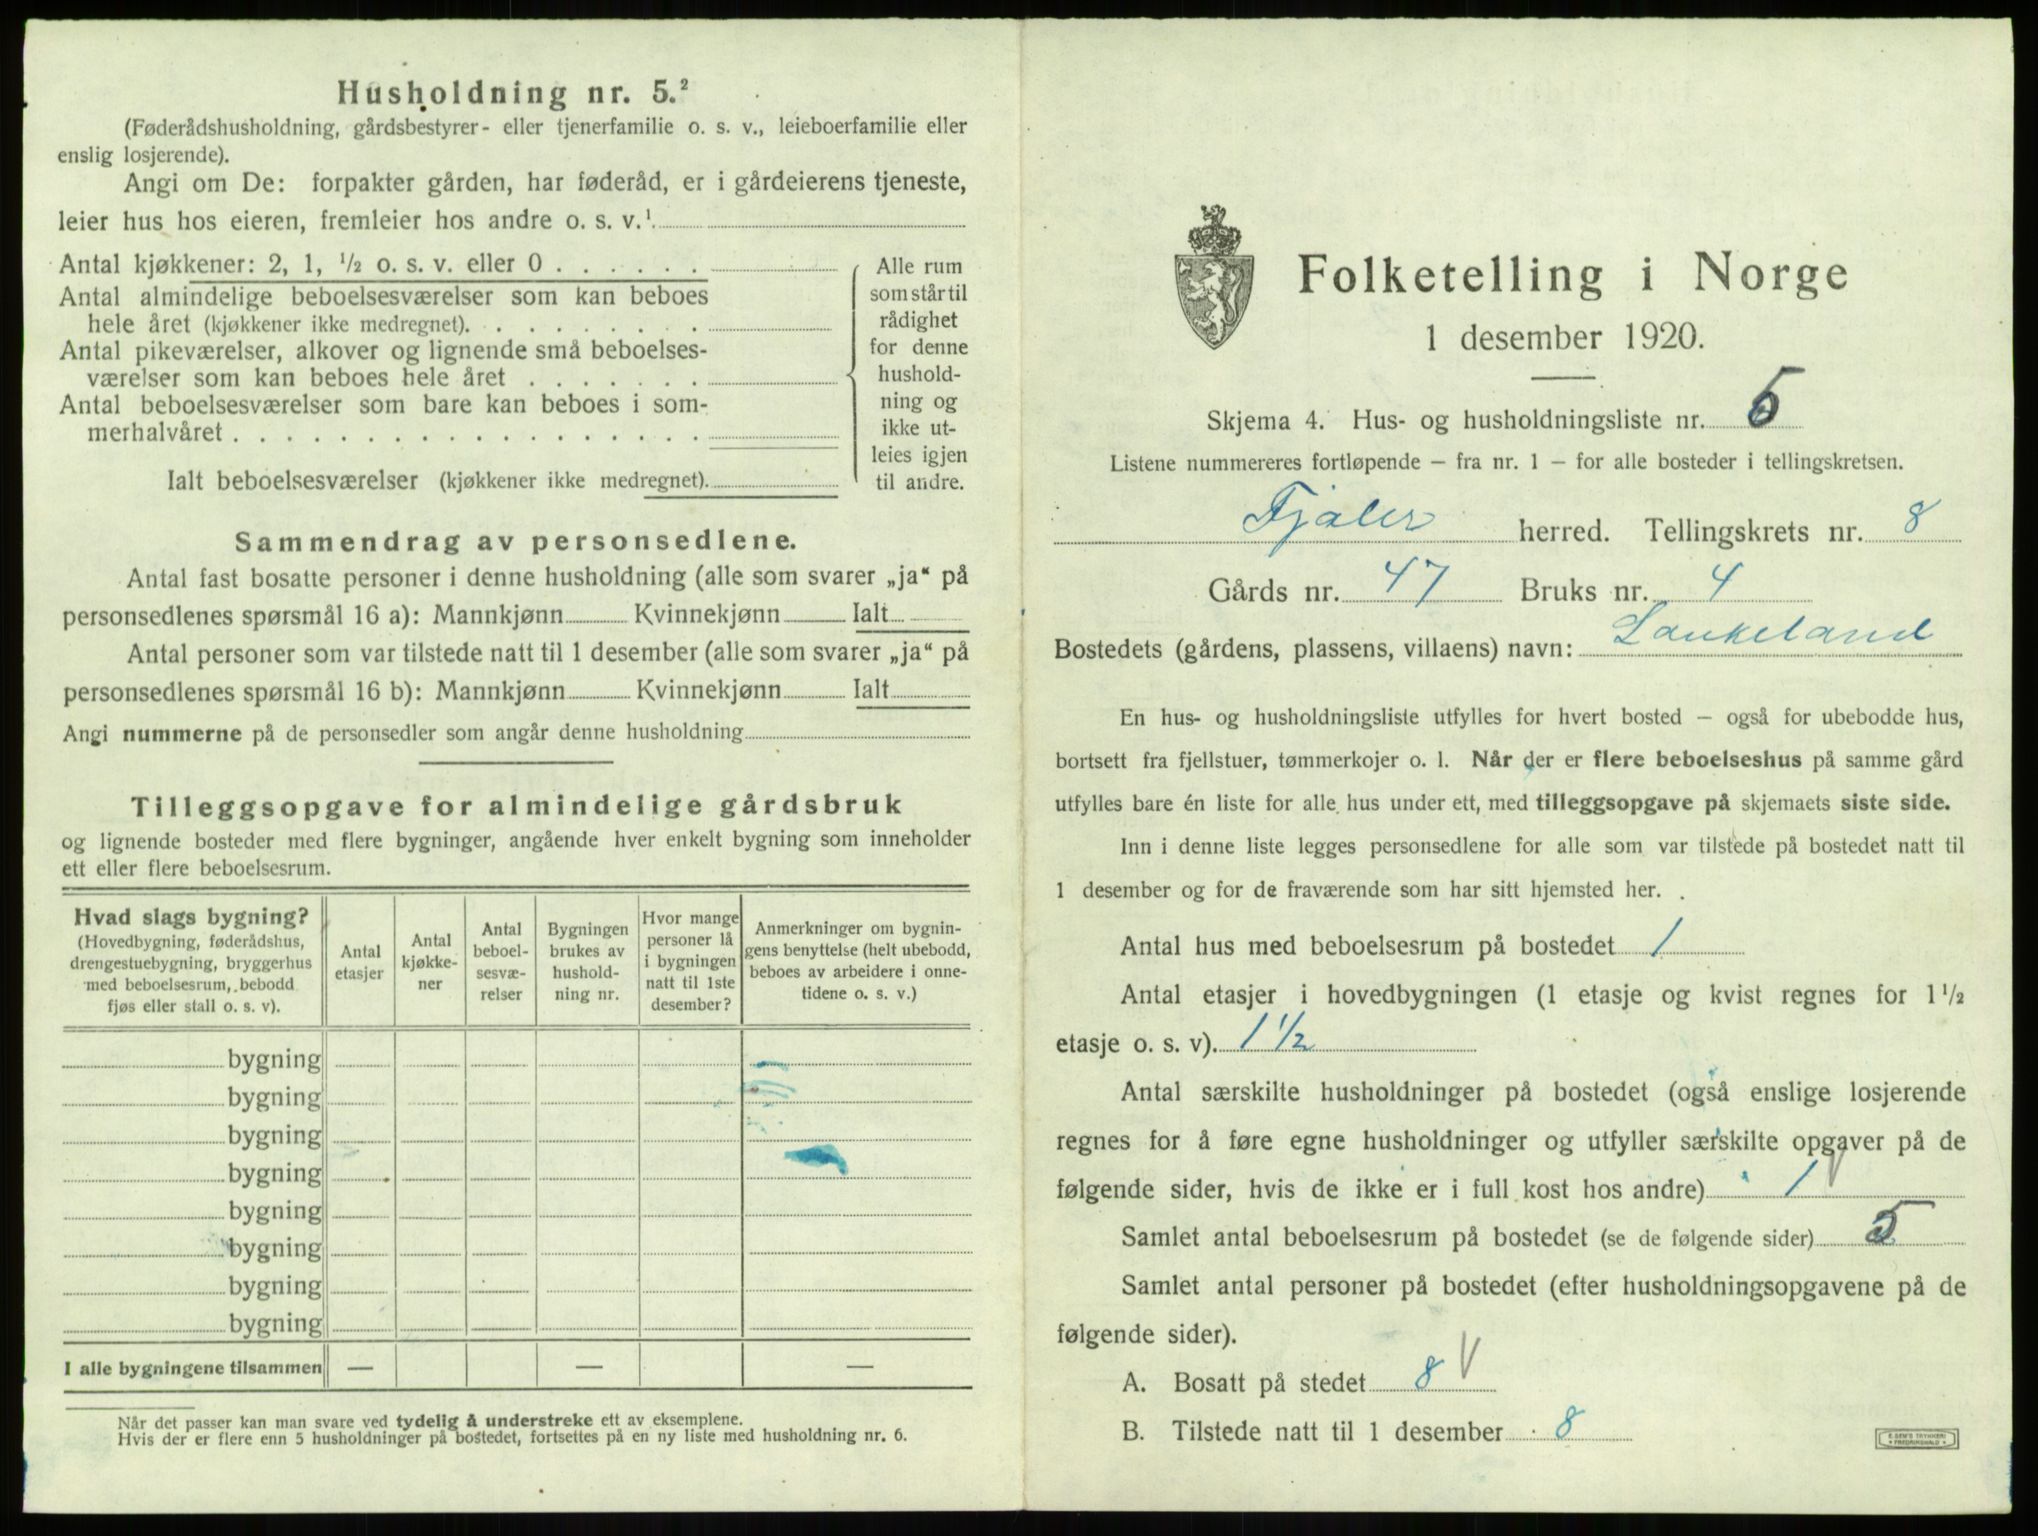 Husholdning nr. 5.²
(Føderådshusholdning, gårdsbestyrer- eller tjenerfamilie o. s. v., leieboerfamilie eller
enslig losjerende).
Angi om De: forpakter gården, har føderåd, er i gårdeierens tjeneste,
leier hus hos eieren, fremleier hos andre o. s. v.¹
Antal kjøkkener: 2, 1, ½ o. s. v. eller 0 . . . . . .
Antal almindelige beboelsesværelser som kan beboes
hele året (kjøkkener ikke medregnet). . . . . . . . .
Antal pikeværelser, alkover og lignende små beboelses-
værelser som kan beboes hele året . . . . . . .
Antal beboelsesværelser som bare kan beboes i som-
merhalvåret . . . . . . . . . . . . . . . . . .
Ialt beboelsesværelser (kjøkkener ikke medregnet).
Alle rum
som står til
rådighet
for denne
hushold-
ning og
ikke ut-
leies igjen
til andre.
Sammendrag av personsedlene.
Antal fast bosatte personer i denne husholdning (alle som svarer „ja“ på
personsedlenes spørsmål 16 a): Mannkjønn Kvinnekjønn Ialt
Antal personer som var tilstede natt til 1 desember (alle som svarer „ja“ på
personsedlenes spørsmål 16 b): Mannkjønn Kvinnekjønn Ialt
Angi nummerne på de personsedler som angår denne husholdning
Tilleggsopgave for almindelige gårdsbruk
og lignende bosteder med flere bygninger, angående hver enkelt bygning som inneholder
ett eller flere beboelsesrum.
Hvad slags bygning?
(Hovedbygning, føderådshus,
drengestuebygning, bryggerhus
med beboelsesrum, bebodd
fjøs eller stall o. s. v).
Antal
etasjer
Antal
kjøkke-
ner
Antal
beboel-
sesvæ-
relser
Bygningen
brukes av
hushold-
ning nr.
Hvor mange
personer lå
i bygningen
natt til 1ste
desember?
Anmerkninger om bygnin-
gens benyttelse (helt ubebodd,
beboes av arbeidere i onne-
tidene o. s. v.)
bygning
bygning
bygning
bygning
bygning
bygning
bygning
bygning
I alle bygningene tilsammen — — —
Når det passer kan man svare ved tydelig å understreke ett av eksemplene.
Hvis der er flere enn 5 husholdninger på bostedet, fortsettes på en ny liste med husholdning nr. 6.
Folketelling i Norge
1 desember 1920.
Skjema 4. Hus- og husholdningsliste nr. 5
Listene nummereres fortløpende – fra nr. 1 – for alle bosteder i tellingskretsen.
Fjaler herred. Tellingskrets nr. 8
Gårds nr. 47 Bruks nr. 4
Bostedets (gårdens, plassens, villaens) navn: Laukeland
En hus- og husholdningsliste utfylles for hvert bosted – også for ubebodde hus,
bortsett fra fjellstuer, tømmerkojer o. l. Når der er flere beboelseshus på samme gård
utfylles bare én liste for alle hus under ett, med tilleggsopgave på skjemaets siste side.
Inn i denne liste legges personsedlene for alle som var tilstede på bostedet natt til
1 desember og for de fraværende som har sitt hjemsted her.
Antal hus med beboelsesrum på bostedet 1
Antal etasjer i hovedbygningen (1 etasje og kvist regnes for 1½
etasje o. s. v). 1½
Antal særskilte husholdninger på bostedet (også enslige losjerende
regnes for å føre egne husholdninger og utfyller særskilte opgaver på de
følgende sider, hvis de ikke er i full kost hos andre) 1 V
Samlet antal beboelsesrum på bostedet (se de følgende sider) 5
Samlet antal personer på bostedet (efter husholdningsopgavene på de
følgende sider).
A. Bosatt på stedet 8 V
B. Tilstede natt til 1 desember 8
E. SEM'S TRYKKERI
• FREDRIKSHALD •